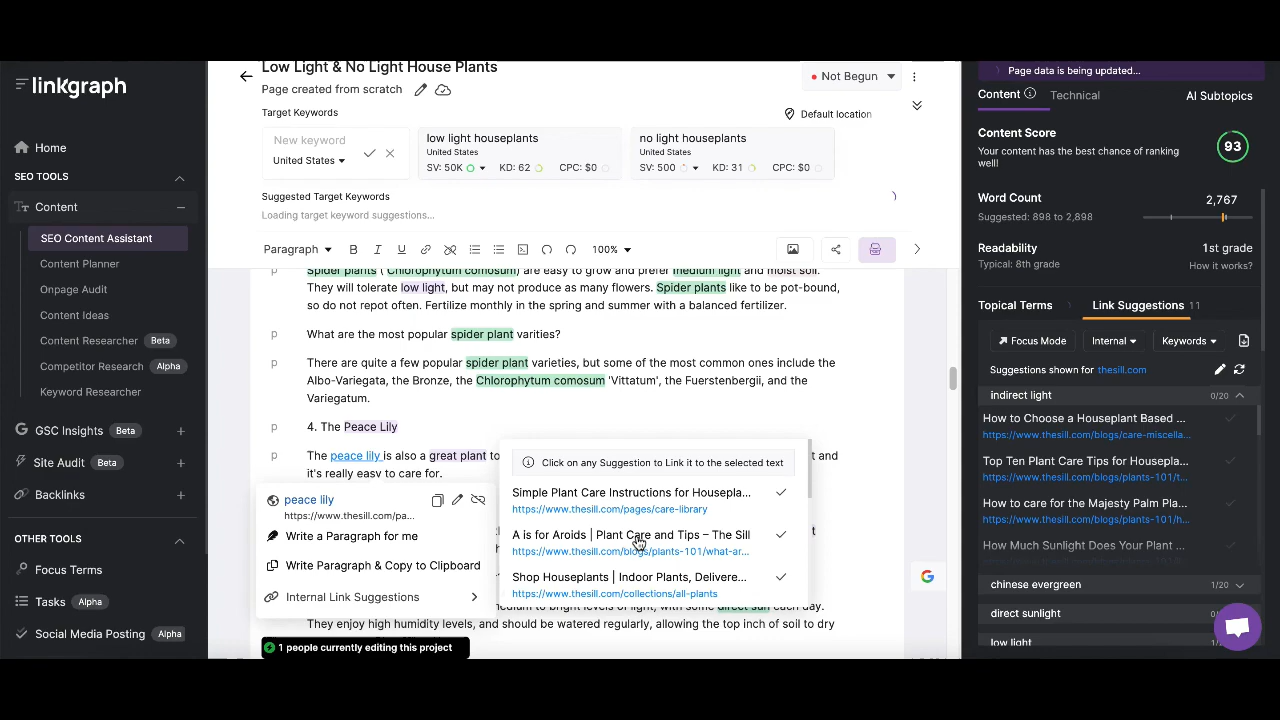 linkgraph
Home
SEO TOOLS
Content
SEO Content Assistant
Content Planner
Onpage Audit
Content Ideas
Content Researcher Beta
Competitor Research Alpha
Keyword Researcher
GSC Insights Beta
Site Audit Beta
Backlinks
OTHER TOOLS
Focus Terms
Tasks Alpha
Social Media Posting Alpha
Low Light & No Light House Plants
Page created from scratch
Not Begun
Target Keywords
Default location
New keyword
United States
low light houseplants
United States
SV: 50K KD: 62 CPC: $0
no light houseplants
United States
SV: 500 KD: 31 CPC: $0
Suggested Target Keywords
Loading target keyword suggestions...
Paragraph B I U 100%
Spider plants ( Chlorophytum comosum) are easy to grow and prefer medium light and moist soil.
They will tolerate low light, but may not produce as many flowers. Spider plants like to be pot-bound,
so do not repot often. Fertilize monthly in the spring and summer with a balanced fertilizer.
p What are the most popular spider plant varities?
p There are quite a few popular spider plant varieties, but some of the most common ones include the
Albo-Variegata, the Bronze, the Chlorophytum comosum 'Vittatum', the Fuerstenbergii, and the
Variegatum.
p 4. The Peace Lily
p The peace lily is also a great plant to
it's really easy to care for.
t and
peace lily
https://www.thesill.com/pa...
Write a Paragraph for me
Write Paragraph & Copy to Clipboard
Internal Link Suggestions
Click on any Suggestion to Link it to the selected text
Simple Plant Care Instructions for Housepla...
https://www.thesill.com/pages/care-library
A is for Aroids | Plant Care and Tips – The Sill
https://www.thesill.com/blogs/plants-101/what-ar...
Shop Houseplants | Indoor Plants, Delivere...
https://www.thesill.com/collections/all-plants
medium to bright levels of light, with some direct sun each day.
They enjoy high humidity levels, and should be watered regularly, allowing the top inch of soil to dry
1 people currently editing this project
Page data is being updated...
Content Technical AI Subtopics
Content Score
Your content has the best chance of ranking
well!
93
Word Count
2,767
Suggested: 898 to 2,898
Readability
1st grade
Typical: 8th grade
How it works?
Topical Terms Link Suggestions 11
Focus Mode Internal Keywords
Suggestions shown for thesill.com
indirect light 0/20
How to Choose a Houseplant Based ...
https://www.thesill.com/blogs/care-miscella...
Top Ten Plant Care Tips for Housepla...
https://www.thesill.com/blogs/plants-101/t...
How to care for the Majesty Palm Pla...
https://www.thesill.com/blogs/plants-101/h...
How Much Sunlight Does Your Plant ...
chinese evergreen 1/20
direct sunlight
low light